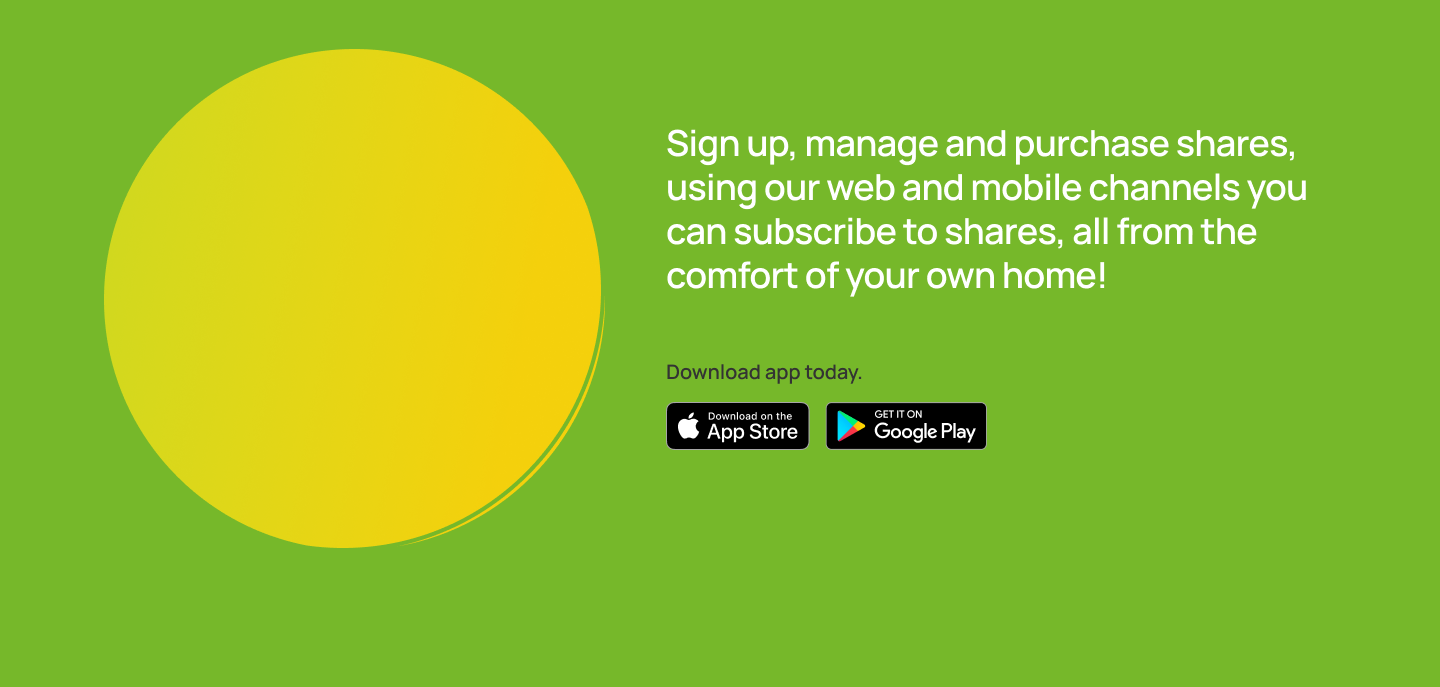 Sign up, manage and purchase shares,
using our web and mobile channels you
can subscribe to shares, all from the
comfort of your own home!
Download app today.
Download on the
App Store
GET IT ON
Google Play